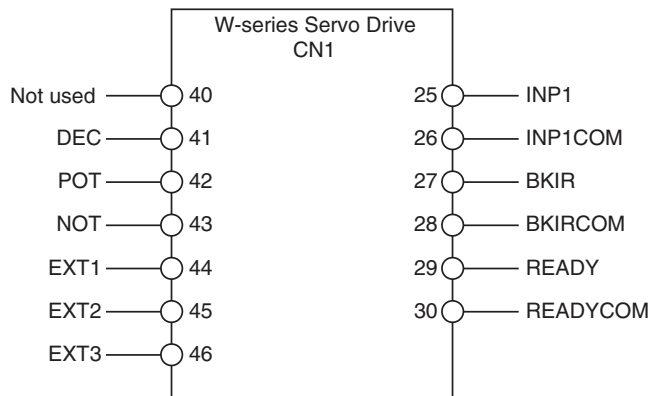 W-series Servo Drive
CN1
Not used 40 25 INP1
DEC 41 26 INP1COM
POT 42 27 BKIR
NOT 43 28 BKIRCOM
EXT1 44 29 READY
EXT2 45 30 READYCOM
EXT3 46